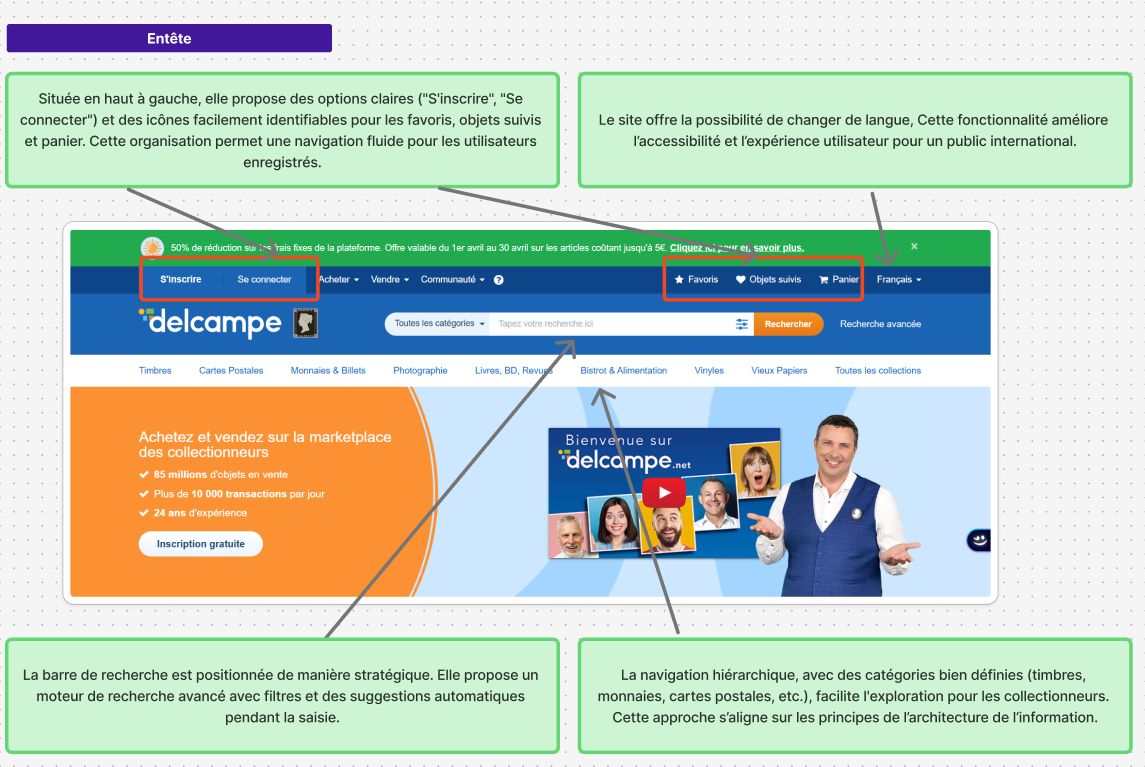 Entête
Située en haut à gauche, elle propose des options claires ("S'inscrire", "Se
connecter") et des icônes facilement identifiables pour les favoris, objets suivis
et panier. Cette organisation permet une navigation fluide pour les utilisateurs
enregistrés.
Le site offre la possibilité de changer de langue, Cette fonctionnalité améliore
l’accessibilité et l’expérience utilisateur pour un public international.
50% de réduction sur les frais fixes de la plateforme. Offre valable du 1er avril au 30 avril sur les articles coûtant jusqu'à 5€. Cliquez ici pour en savoir plus.
S'inscrire Se connecter Acheter Vendre Communauté ? Favoris Objets suivis Panier Français
delcampe Toutes les catégories Tapez votre recherche ici Rechercher Recherche avancée
Timbres Cartes Postales Monnaies & Billets Photographie Livres, BD, Revues Bistrot & Alimentation Vinyles Vieux Papiers Toutes les collections
Achetez et vendez sur la marketplace
des collectionneurs
85 millions d'objets en vente
Plus de 10 000 transactions par jour
24 ans d'expérience
Inscription gratuite
Bienvenue sur
delcampe.net
La barre de recherche est positionnée de manière stratégique. Elle propose un
moteur de recherche avancé avec filtres et des suggestions automatiques
pendant la saisie.
La navigation hiérarchique, avec des catégories bien définies (timbres,
monnaies, cartes postales, etc.), facilite l'exploration pour les collectionneurs.
Cette approche s’aligne sur les principes de l’architecture de l’information.